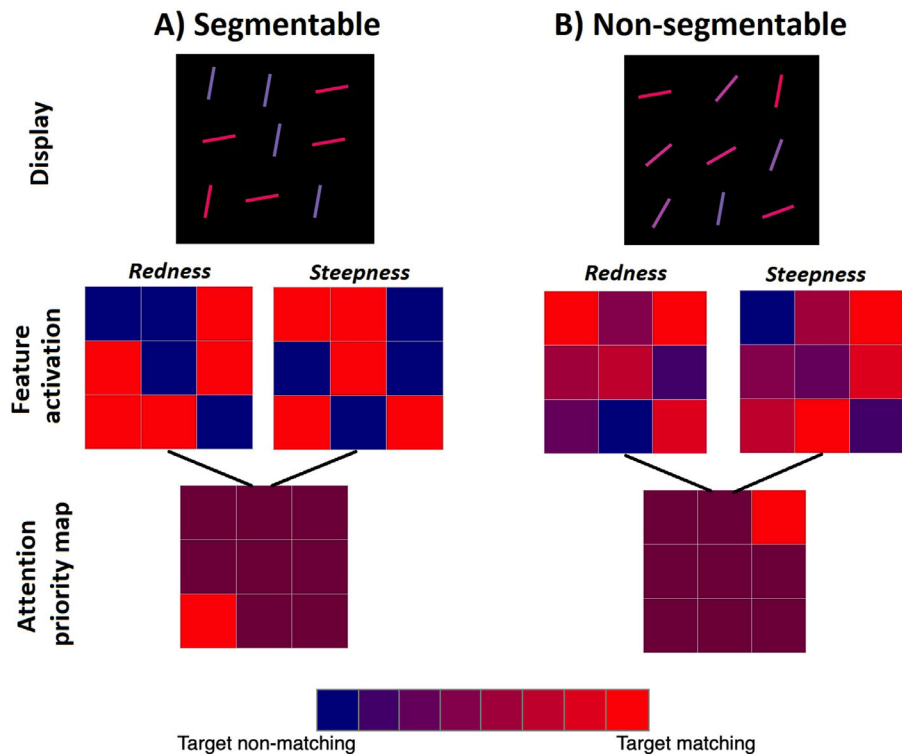 A) Segmentable
B) Non-segmentable
Display
Redness
Steepness
Redness
Steepness
Feature
activation
Attention
priority map
Target non-matching
Target matching